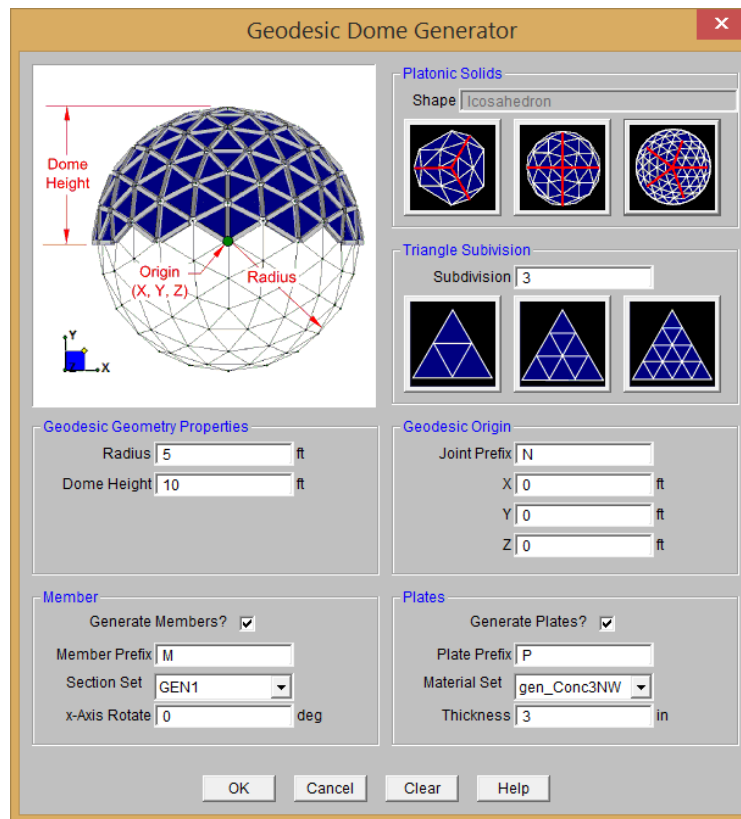 Geodesic Dome Generator
x
Dome
Height
Origin
(X, Y, Z)
Radius
Y
Z
X
Platonic Solids
Shape Icosahedron
Triangle Subivision
Subdivision 3
Geodesic Geometry Properties
Radius 5 ft
Dome Height 10 ft
Geodesic Origin
Joint Prefix N
X 0 ft
Y 0 ft
Z 0 ft
Member
Generate Members?
Member Prefix M
Section Set GEN1
x-Axis Rotate 0 deg
Plates
Generate Plates?
Plate Prefix P
Material Set gen_Conc3NW
Thickness 3 in
OK Cancel Clear Help